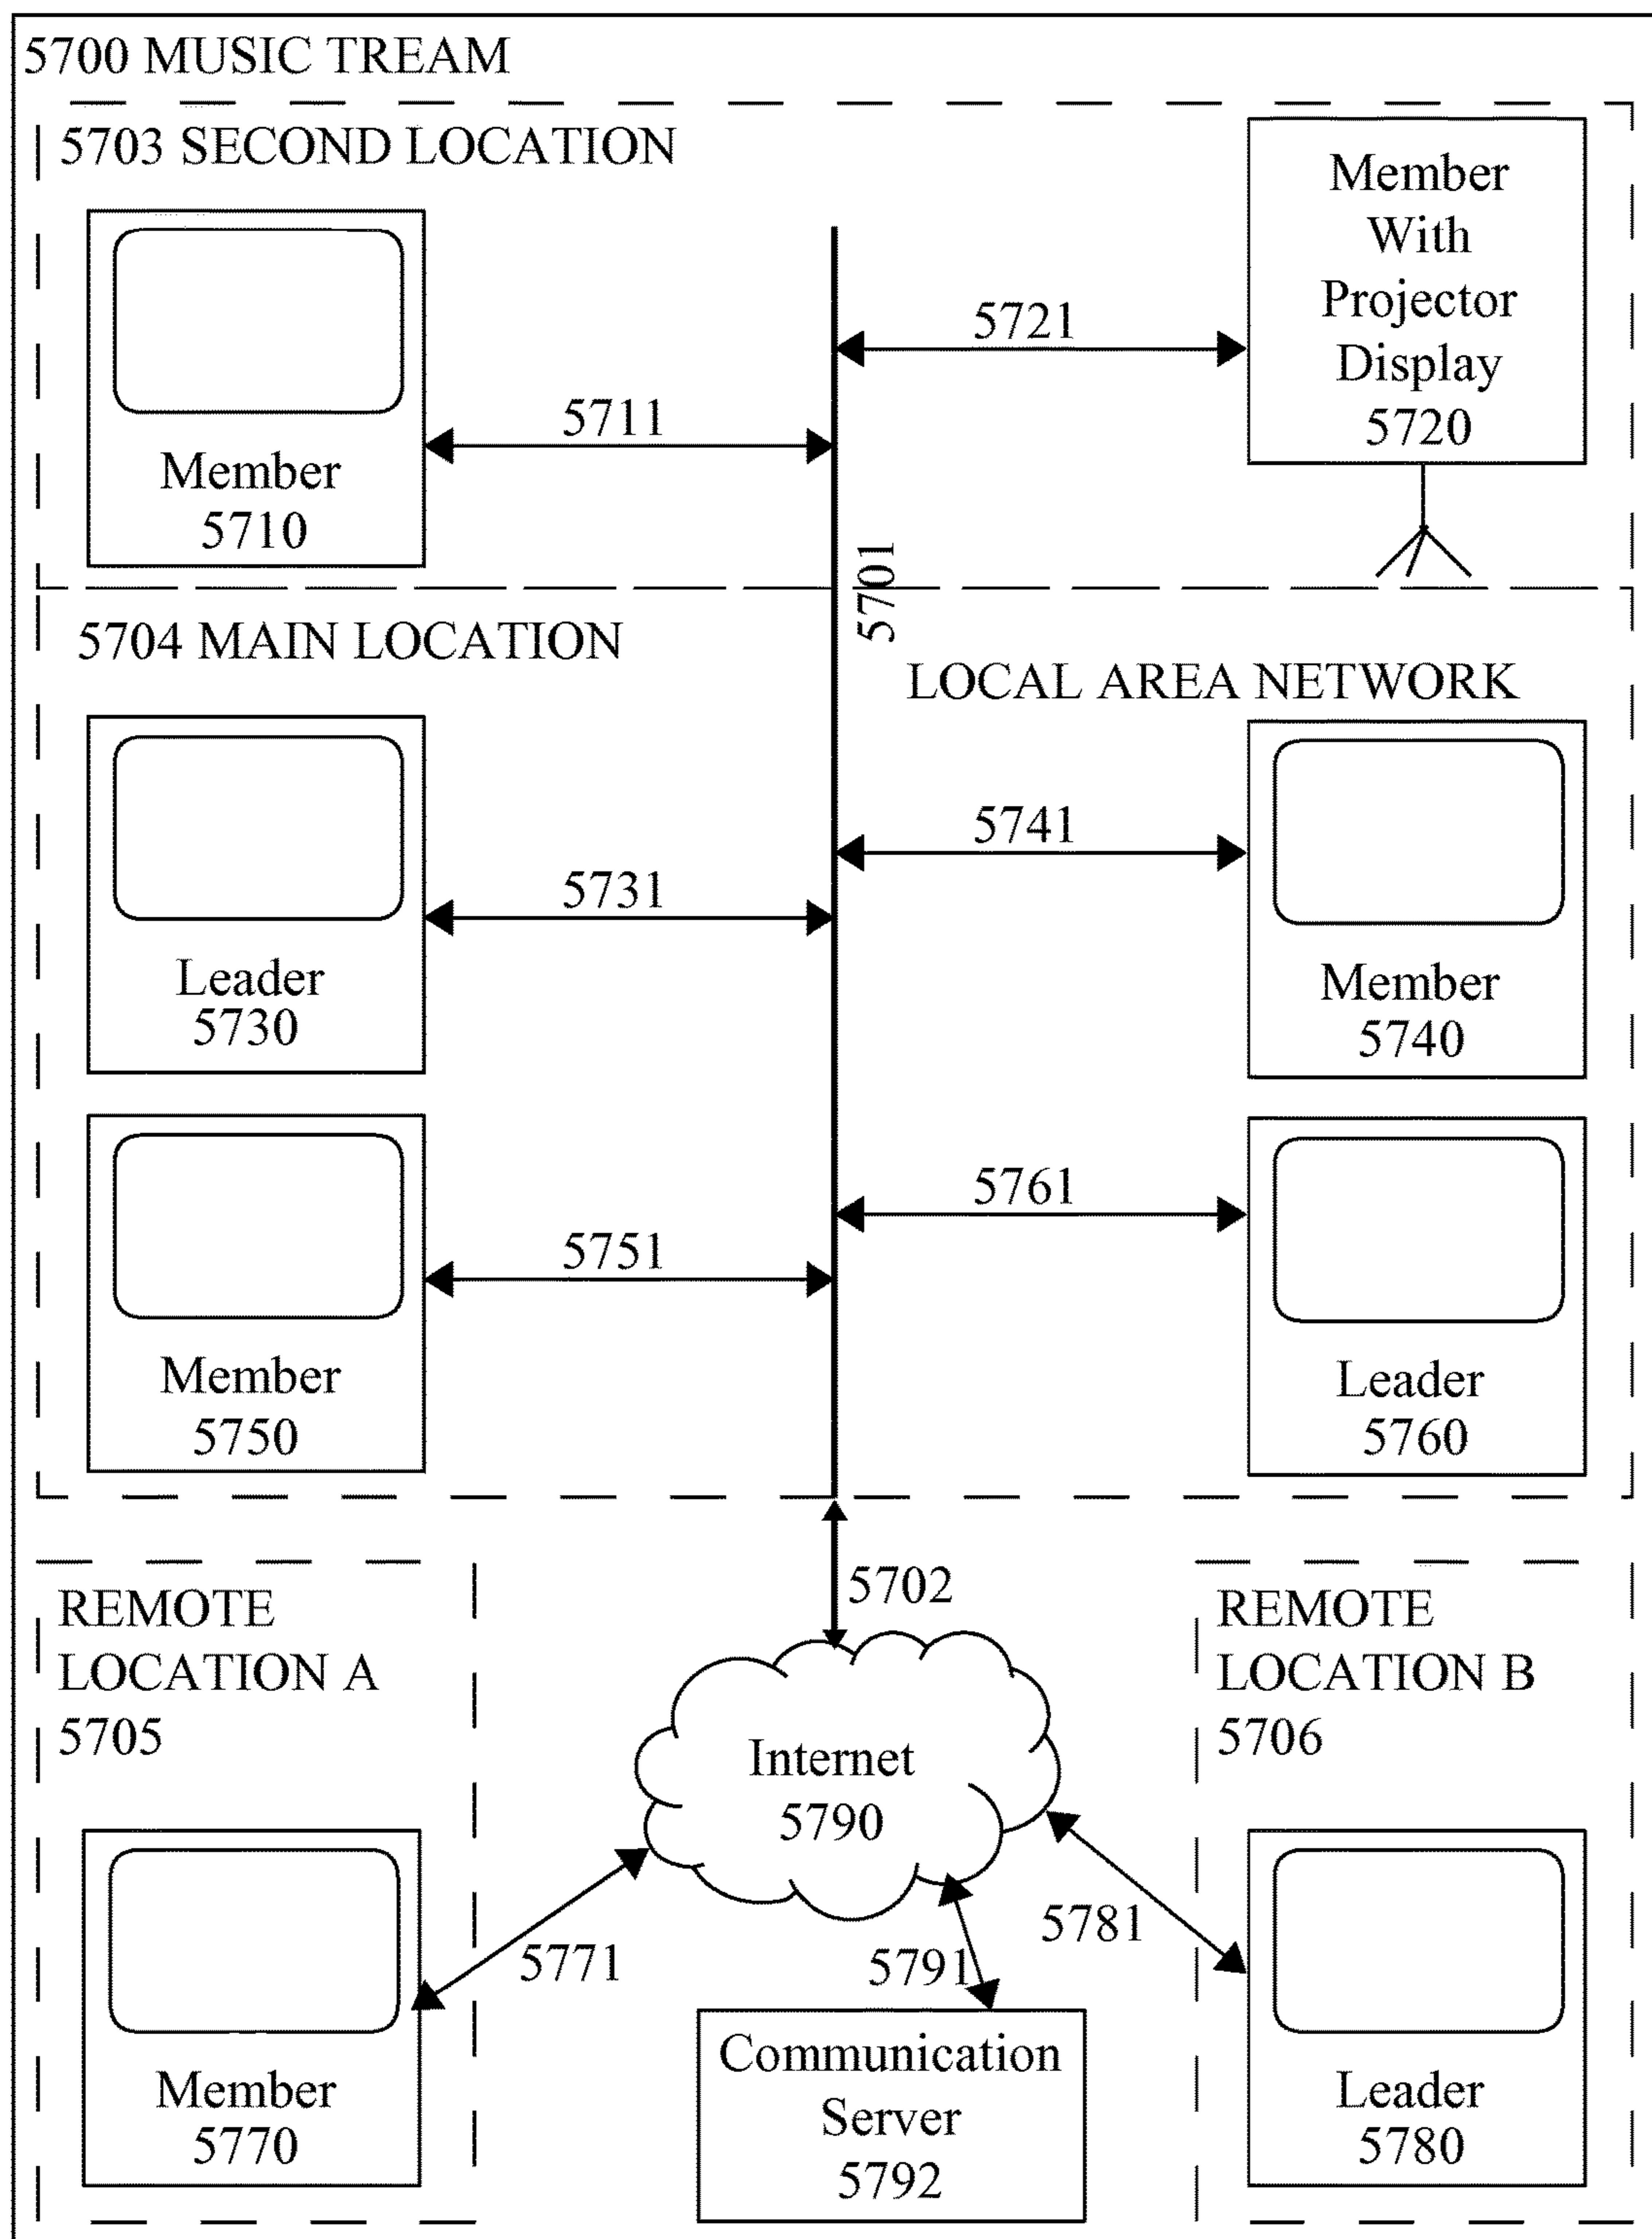 5700 MUSIC TREAM
5703 SECOND LOCATION
Member
With
Projector
Display
5720
5721
5711
Member
5710
5701
5704 MAIN LOCATION
LOCAL AREA NETWORK
5741
5731
Leader
5730
Member
5740
5761
5751
Member
5750
Leader
5760
5702
REMOTE
LOCATION A
5705
REMOTE
LOCATION B
5706
Internet
5790
5771
5791
5781
Member
5770
Communication
Server
5792
Leader
5780